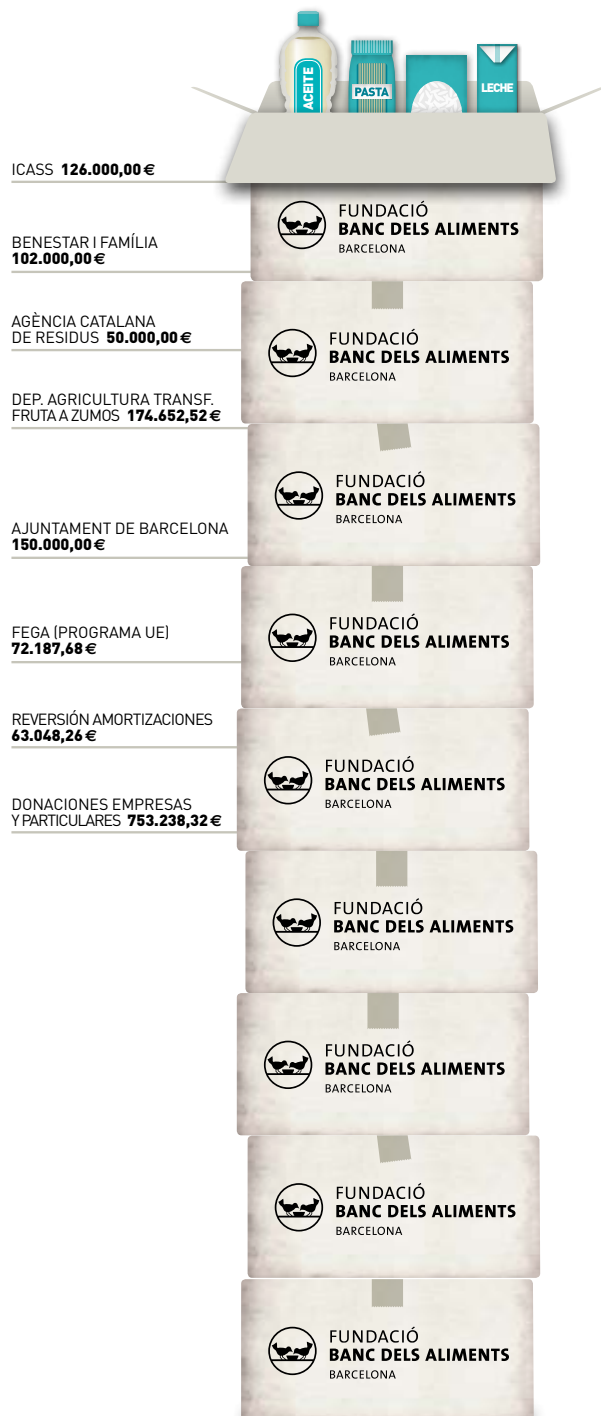 ACEITE
PASTA
LECHE
ICASS 126.000,00 €
BENESTAR I FAMÍLIA
102.000,00 €
AGÈNCIA CATALANA
DE RESIDUS 50.000,00 €
DEP. AGRICULTURA TRANSF.
FRUTA A ZUMOS 174.652,52 €
AJUNTAMENT DE BARCELONA
150.000,00 €
FEGA (PROGRAMA UE)
72.187,68 €
REVERSIÓN AMORTIZACIONES
63.048,26 €
DONACIONES EMPRESAS
Y PARTICULARES 753.238,32 €
FUNDACIÓ
BANC DELS ALIMENTS
BARCELONA
FUNDACIÓ
BANC DELS ALIMENTS
BARCELONA
FUNDACIÓ
BANC DELS ALIMENTS
BARCELONA
FUNDACIÓ
BANC DELS ALIMENTS
BARCELONA
FUNDACIÓ
BANC DELS ALIMENTS
BARCELONA
FUNDACIÓ
BANC DELS ALIMENTS
BARCELONA
FUNDACIÓ
BANC DELS ALIMENTS
BARCELONA
FUNDACIÓ
BANC DELS ALIMENTS
BARCELONA
FUNDACIÓ
BANC DELS ALIMENTS
BARCELONA